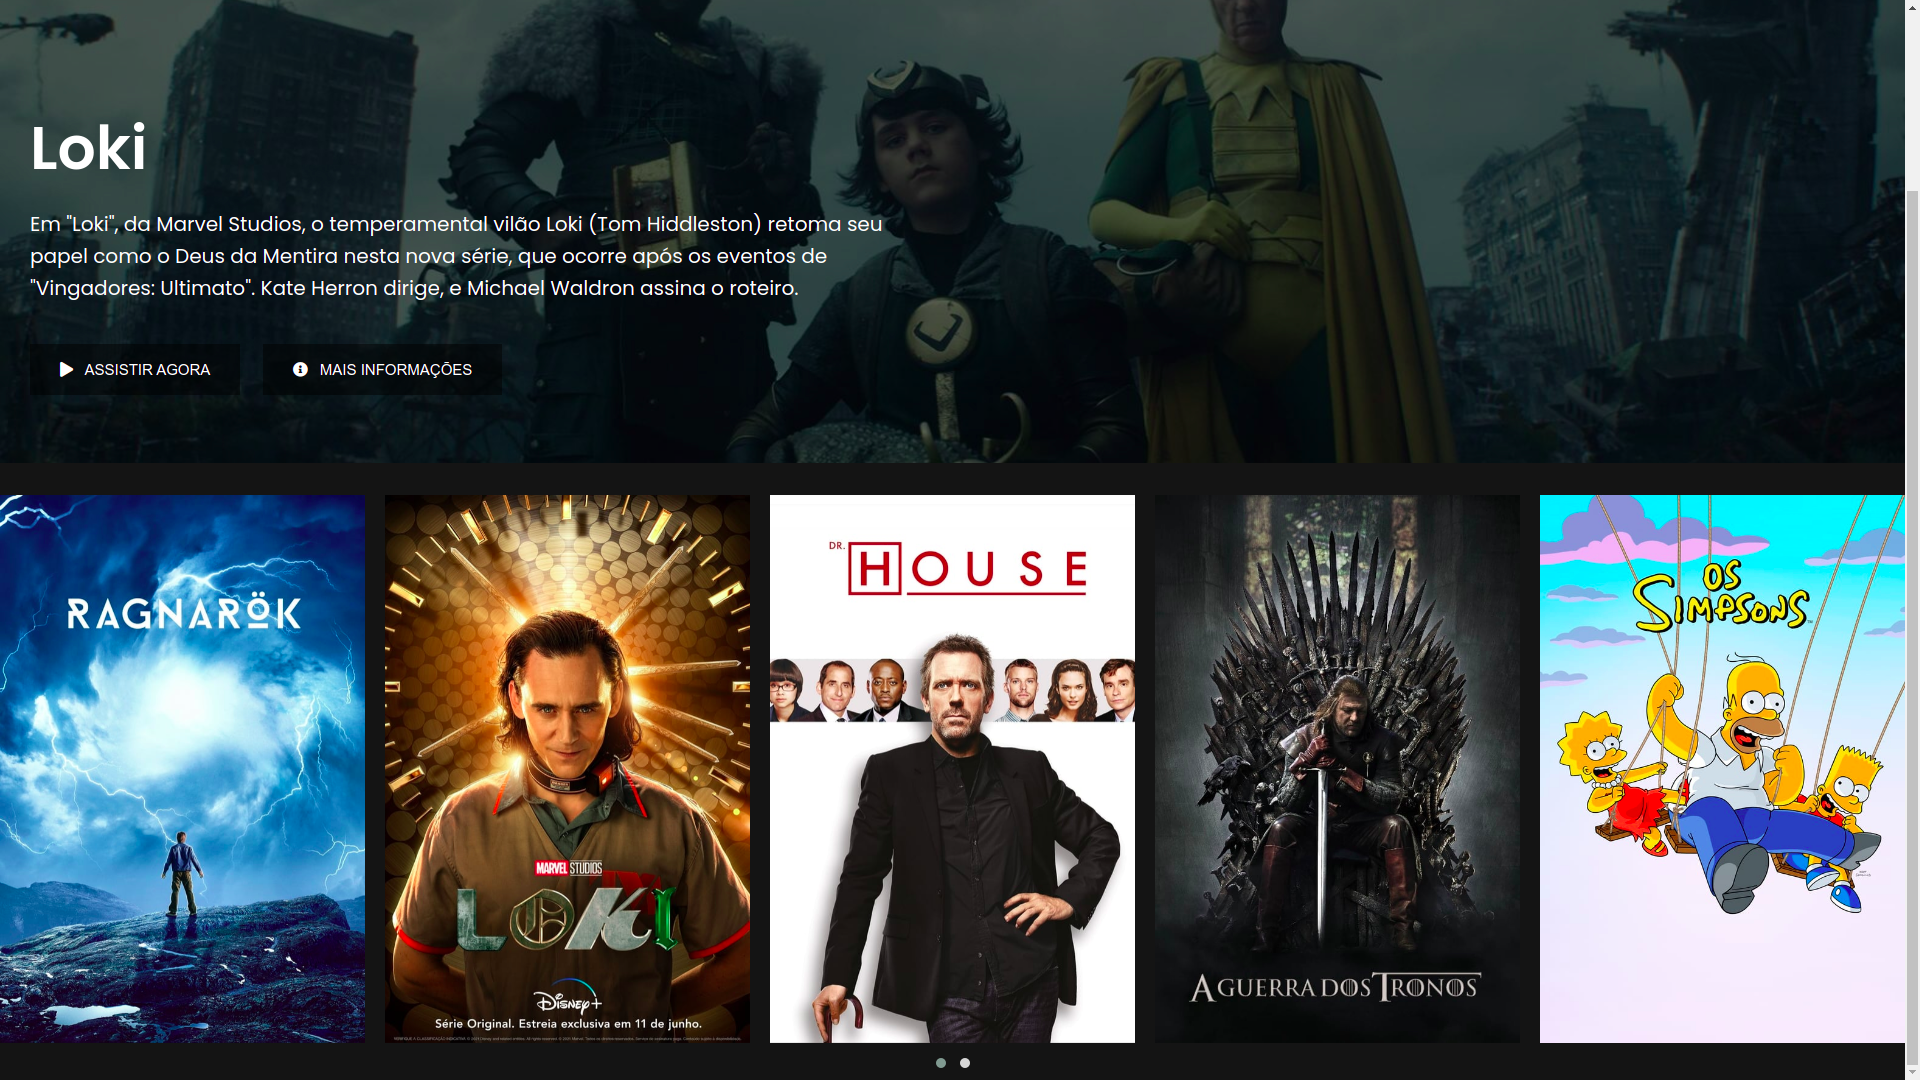 Loki
Em "Loki", da Marvel Studios, o temperamental vilão Loki (Tom Hiddleston) retoma seu
papel como o Deus da Mentira nesta nova série, que ocorre após os eventos de
"Vingadores: Ultimato". Kate Herron dirige, e Michael Waldron assina o roteiro.
ASSISTIR AGORA
MAIS INFORMAÇÕES
RAGNARÖK
MARVEL STUDIOS
LOKI
Disney+
Série Original. Estreia exclusiva em 11 de junho.
DR.
HOUSE
A GUERRA DOS TRONOS
OS
SIMPSONS